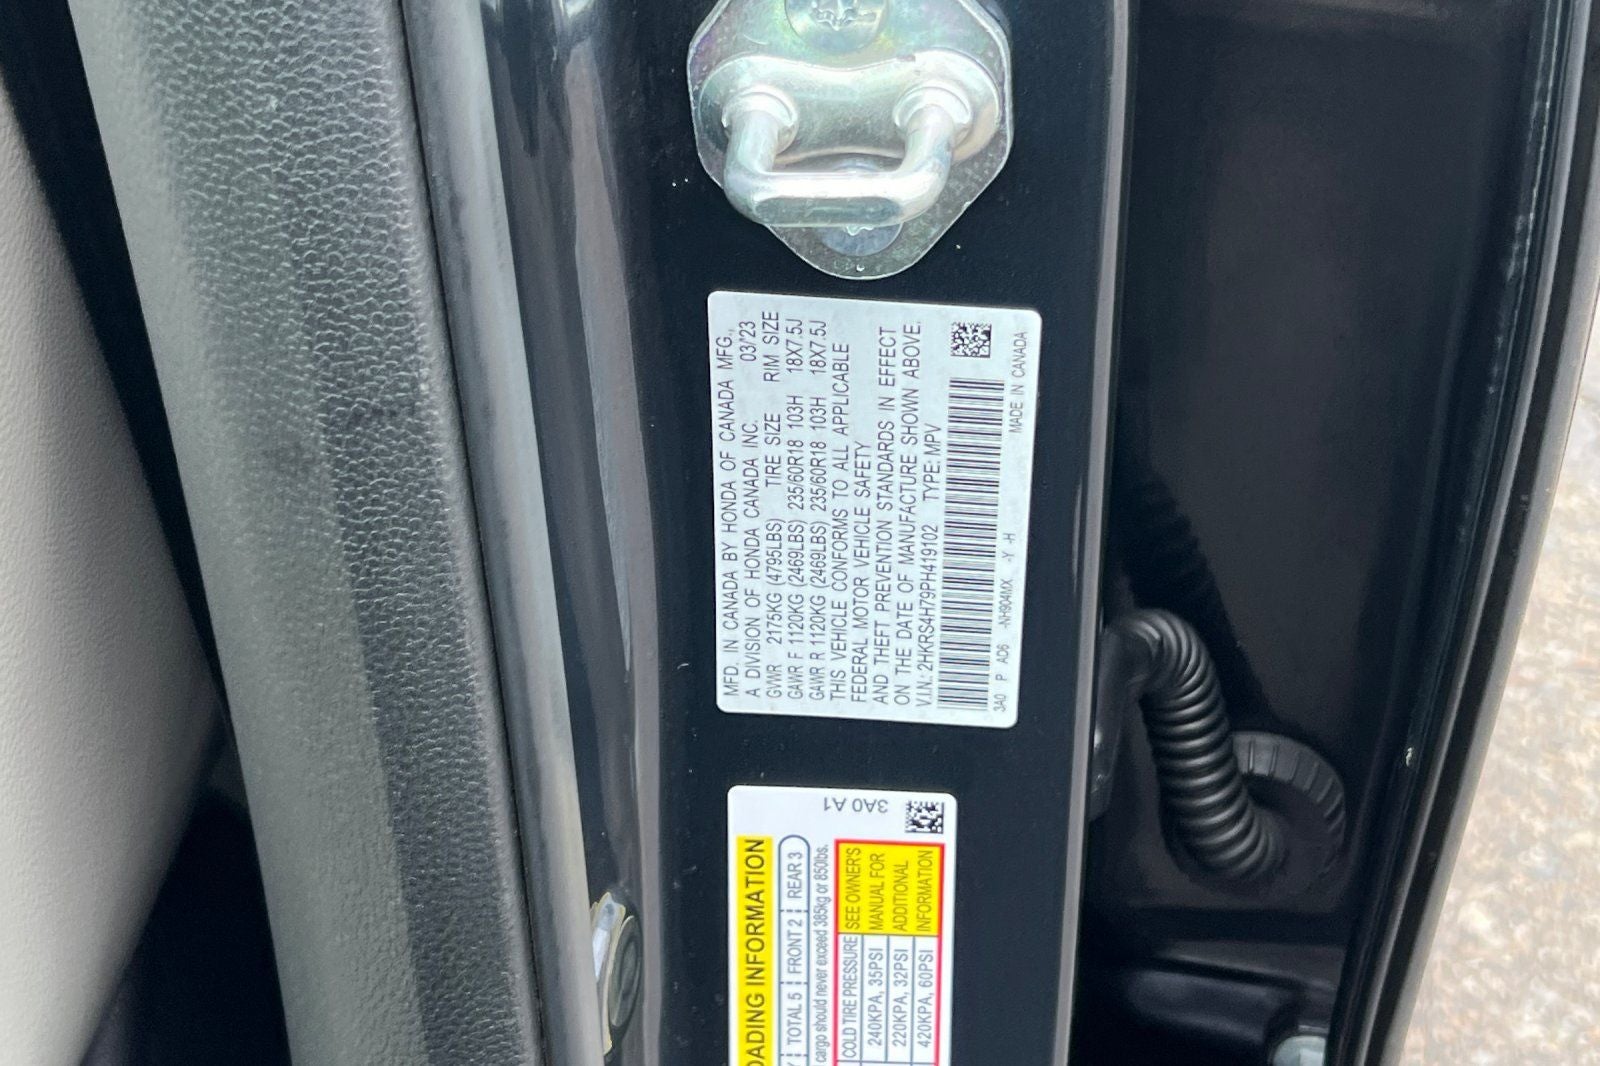 MFD. IN CANADA BY HONDA OF CANADA MFG.,
A DIVISION OF HONDA CANADA INC. 03/23
GVWR 2175KG (4795LBS) TIRE SIZE RIM SIZE
GAWR F 1120KG (2469LBS) 235/60R18 103H 18X7.5J
GAWR R 1120KG (2469LBS) 235/60R18 103H 18X7.5J
THIS VEHICLE CONFORMS TO ALL APPLICABLE
FEDERAL MOTOR VEHICLE SAFETY
AND THEFT PREVENTION STANDARDS IN EFFECT
ON THE DATE OF MANUFACTURE SHOWN ABOVE.
V.I.N.: 2HKRS4H79PH419102 TYPE: MPV
3A0 P AD6 -NH904MX -Y -H MADE IN CANADA
3A0 A1
ADING INFORMATION
TOTAL 5 FRONT 2 REAR 3
cargo should never exceed 385kg or 850lbs.
COLD TIRE PRESSURE SEE OWNER'S
240KPA, 35PSI MANUAL FOR
220KPA, 32PSI ADDITIONAL
420KPA, 60PSI INFORMATION